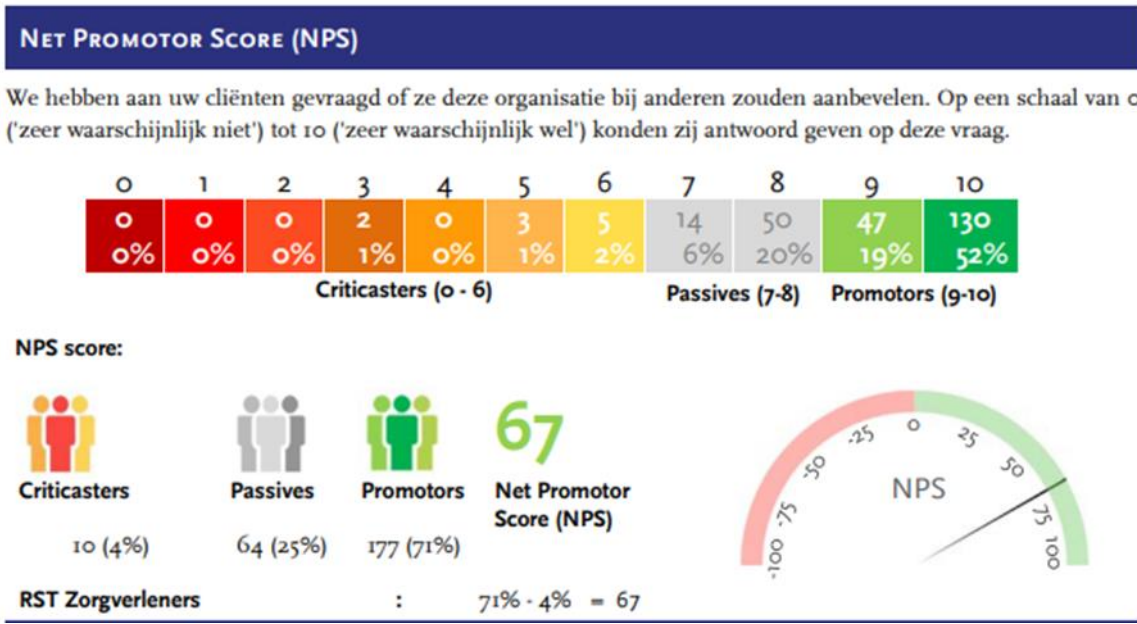 NET PROMOTOR SCORE (NPS)
We hebben aan uw cliënten gevraagd of ze deze organisatie bij anderen zouden aanbevelen. Op een schaal van 0
('zeer waarschijnlijk niet') tot 10 ('zeer waarschijnlijk wel') konden zij antwoord geven op deze vraag.
0 1 2 3 4 5 6 7 8 9 10
0 0 0 2 0 3 5 14 50 47 130
0% 0% 0% 1% 0% 1% 2% 6% 20% 19% 52%
Criticasters (0 - 6) Passives (7-8) Promotors (9-10)
NPS score:
67
Criticasters Passives Promotors Net Promotor
Score (NPS)
10 (4%) 64 (25%) 177 (71%)
-100 -75 -50 -25 0 25 50 75 100
NPS
RST Zorgverleners : 71% - 4% = 67